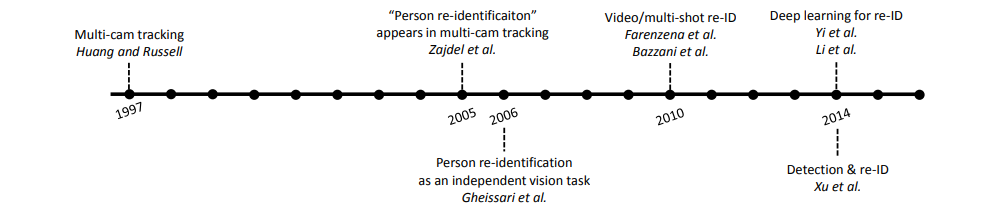 Multi-cam tracking
Huang and Russell
"Person re-identificaiton"
appears in multi-cam tracking
Zajdel et al.
Video/multi-shot re-ID
Farenzena et al.
Bazzani et al.
Deep learning for re-ID
Yi et al.
Li et al.
1997
2005
2006
2010
2014
Person re-identification
as an independent vision task
Gheissari et al.
Detection & re-ID
Xu et al.